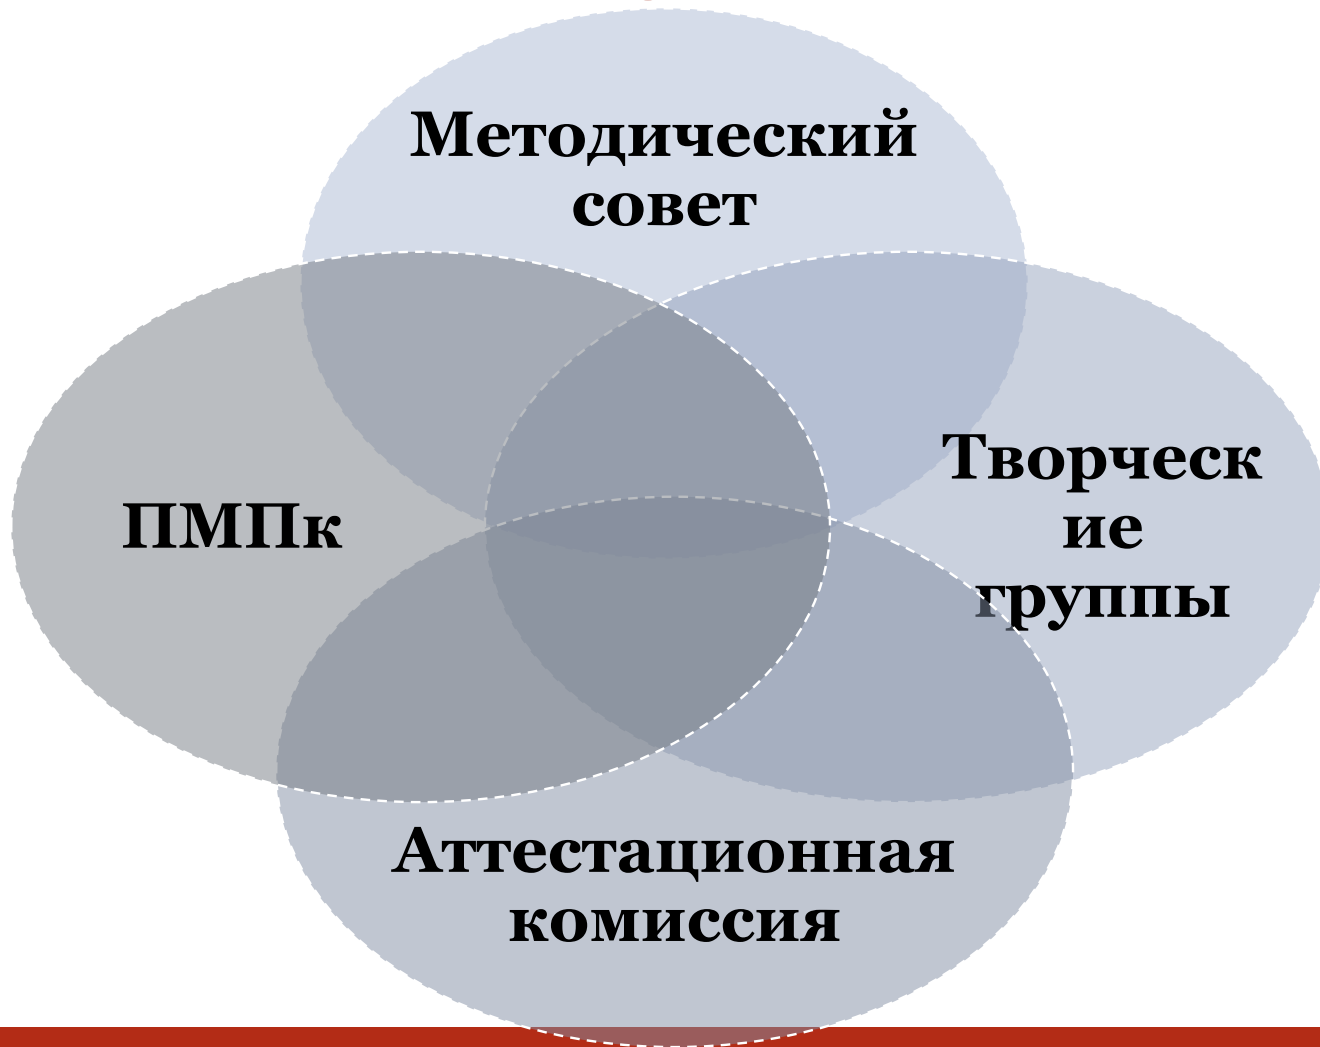 Методический
совет
ПМПк
Творческ
ие
группы
Аттестационная
комиссия